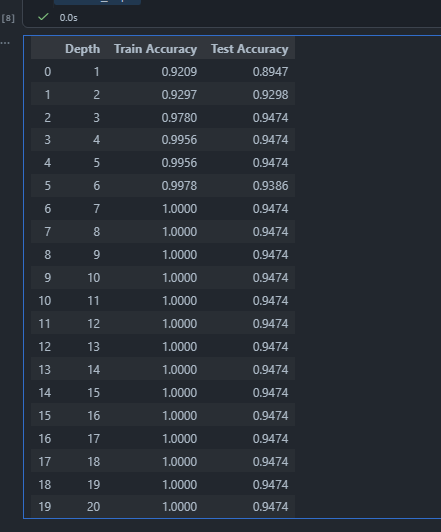 [8]
0.0s
...
Depth Train Accuracy Test Accuracy
0 1 0.9209 0.8947
1 2 0.9297 0.9298
2 3 0.9780 0.9474
3 4 0.9956 0.9474
4 5 0.9956 0.9474
5 6 0.9978 0.9386
6 7 1.0000 0.9474
7 8 1.0000 0.9474
8 9 1.0000 0.9474
9 10 1.0000 0.9474
10 11 1.0000 0.9474
11 12 1.0000 0.9474
12 13 1.0000 0.9474
13 14 1.0000 0.9474
14 15 1.0000 0.9474
15 16 1.0000 0.9474
16 17 1.0000 0.9474
17 18 1.0000 0.9474
18 19 1.0000 0.9474
19 20 1.0000 0.9474